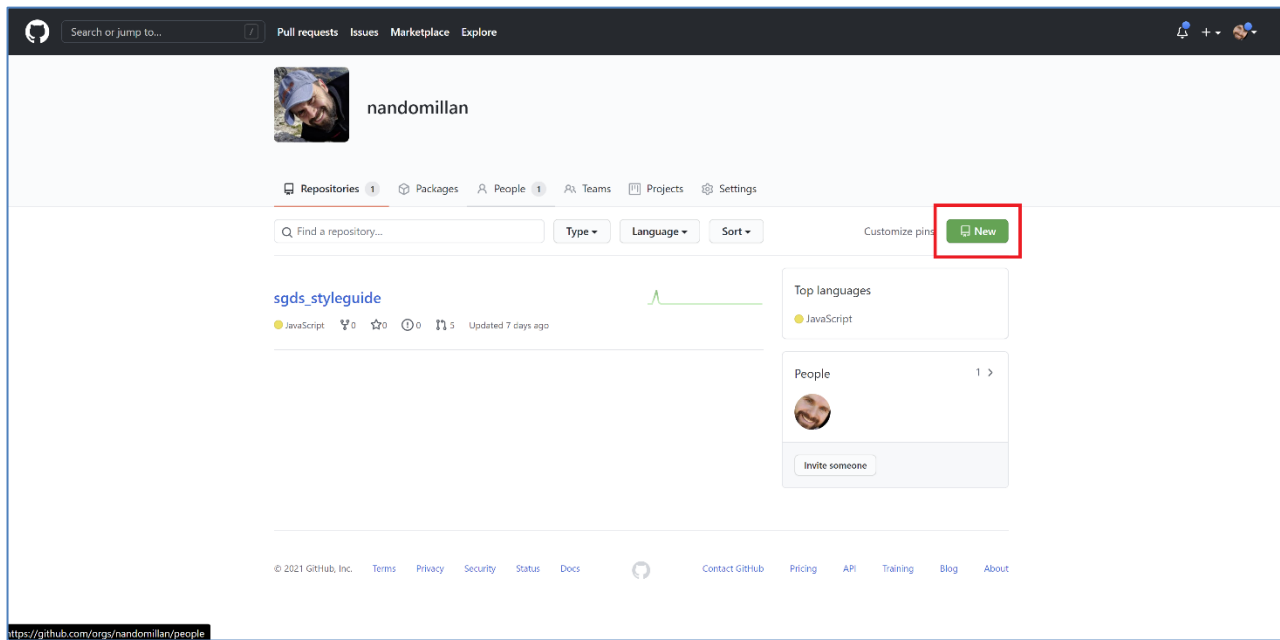 Search or jump to... / Pull requests Issues Marketplace Explore
nandomillan
Repositories 1 Packages People 1 Teams Projects Settings
Find a repository... Type Language Sort Customize pins New
Top languages
JavaScript
sgds_styleguide
JavaScript 0 0 0 5 Updated 7 days ago
People 1
Invite someone
© 2021 GitHub, Inc. Terms Privacy Security Status Docs Contact GitHub Pricing API Training Blog About
https://github.com/orgs/nandomillan/people